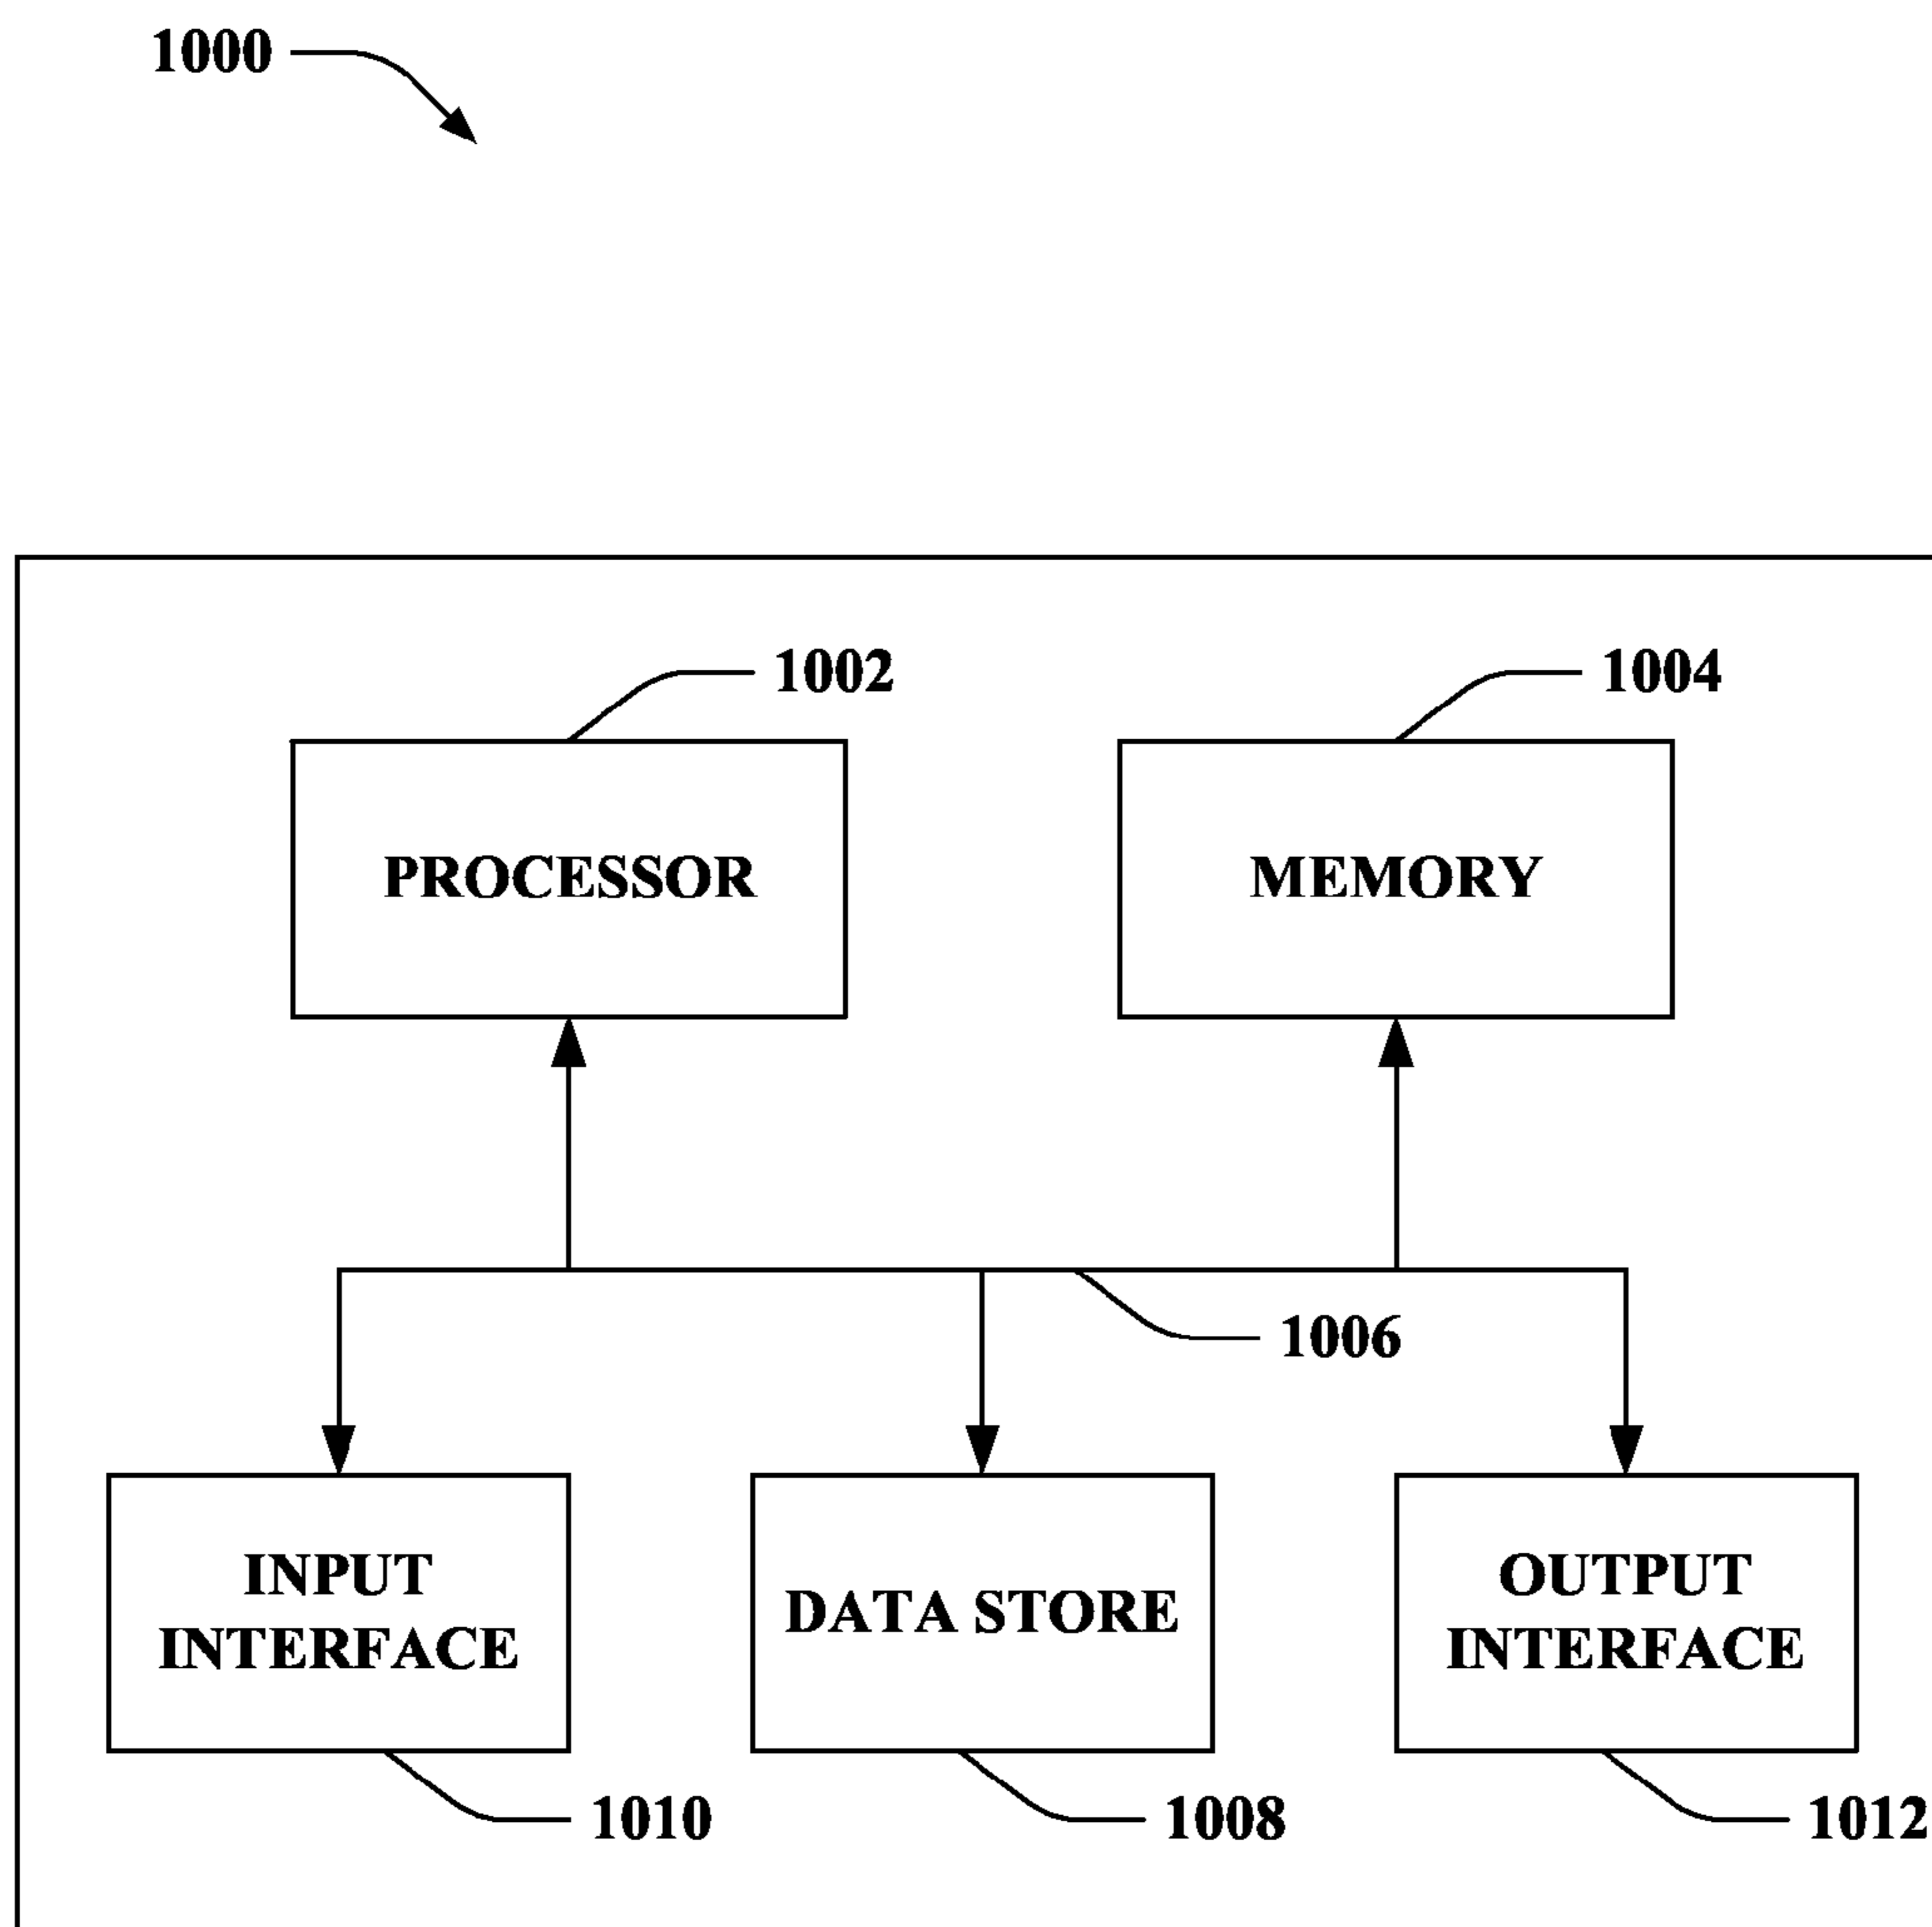 1000
1002
1004
PROCESSOR
MEMORY
1006
INPUT
INTERFACE
DATA STORE
OUTPUT
INTERFACE
1010
1008
1012